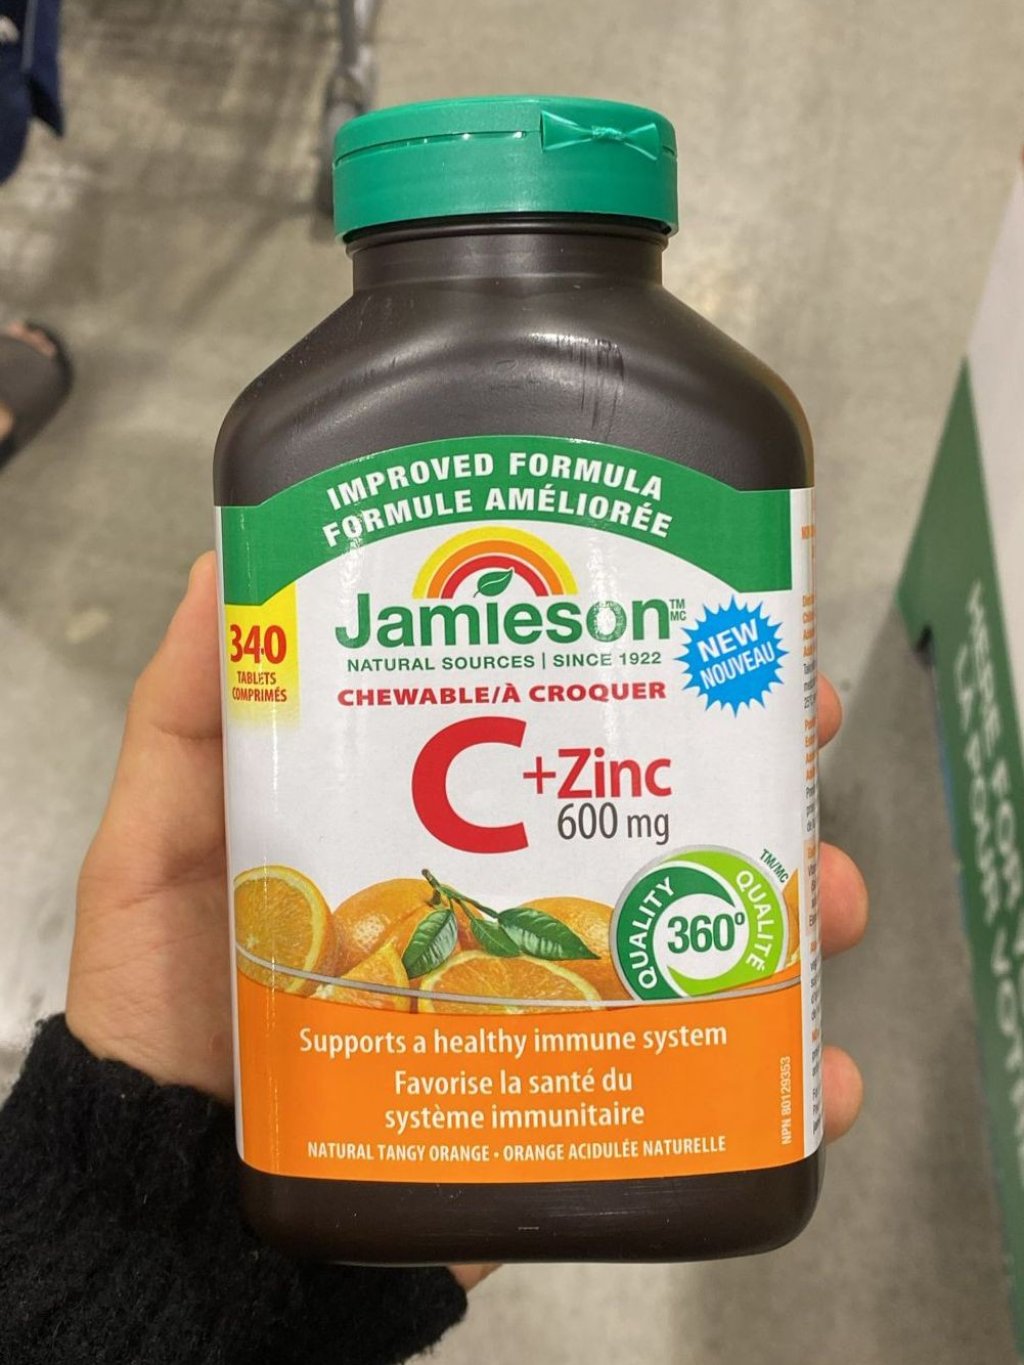 IMPROVED FORMULA
FORMULE AMÉLIORÉE
Jamieson TM MC
NATURAL SOURCES | SINCE 1922
NEW
NOUVEAU
340
TABLETS
COMPRIMÉS
CHEWABLE/À CROQUER
C +Zinc
600 mg
QUALITY 360° QUALITÉ TM/MC
Supports a healthy immune system
Favorise la santé du
système immunitaire
NATURAL TANGY ORANGE • ORANGE ACIDULÉE NATURELLE
NPN 80129353